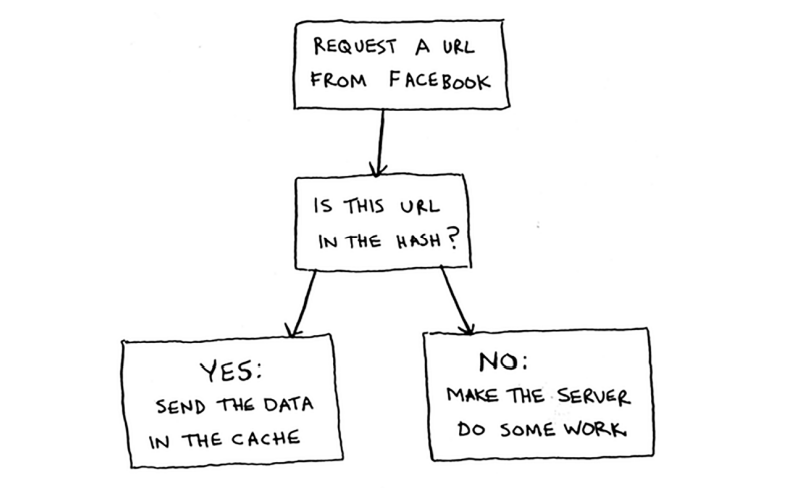 REQUEST A URL
FROM FACEBOOK
IS THIS URL
IN THE HASH?
YES:
SEND THE DATA
IN THE CACHE
NO:
MAKE THE SERVER
DO SOME WORK